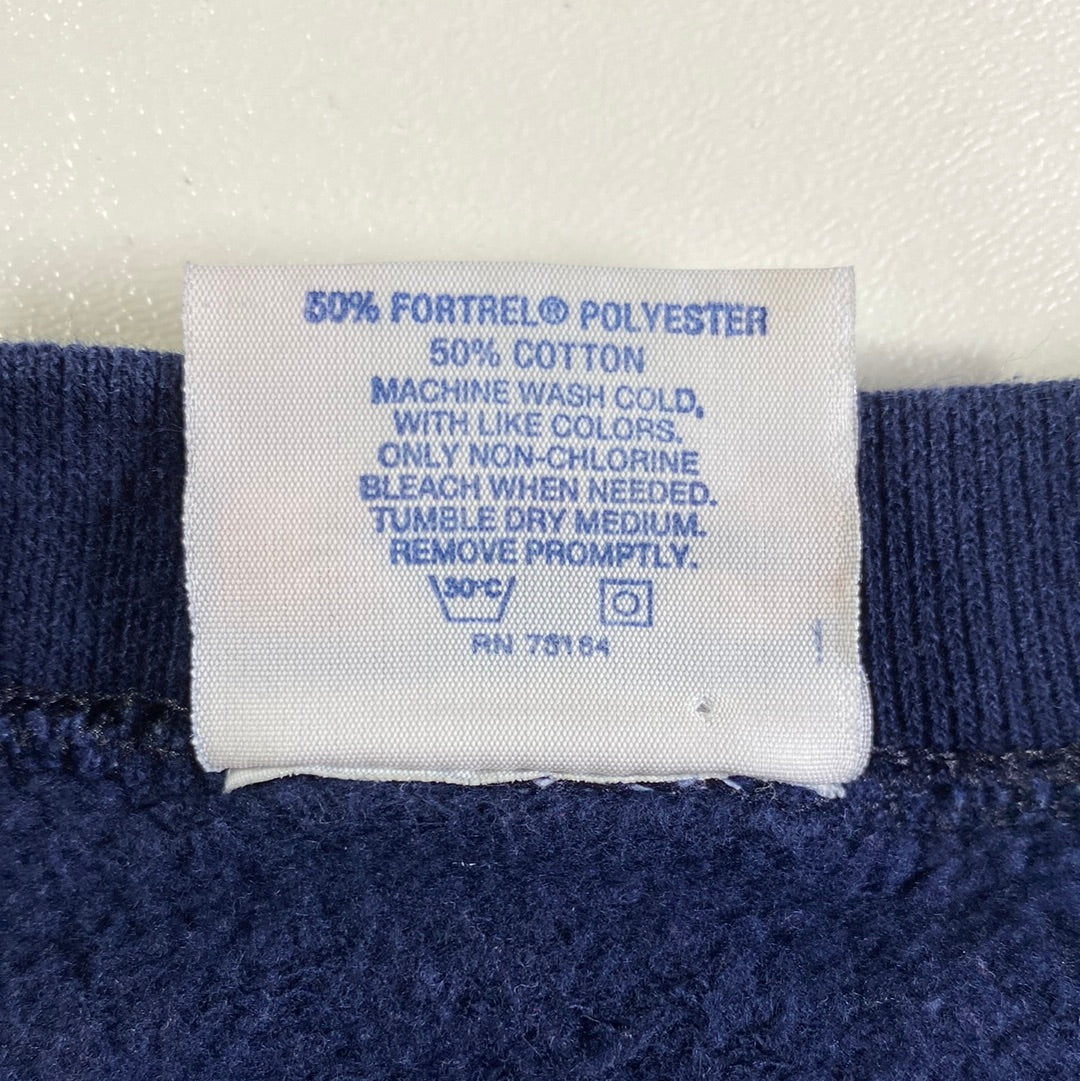 50% FORTREL® POLYESTER
50% COTTON
MACHINE WASH COLD,
WITH LIKE COLORS.
ONLY NON-CHLORINE
BLEACH WHEN NEEDED.
TUMBLE DRY MEDIUM.
REMOVE PROMPTLY.
30°C
RN
1